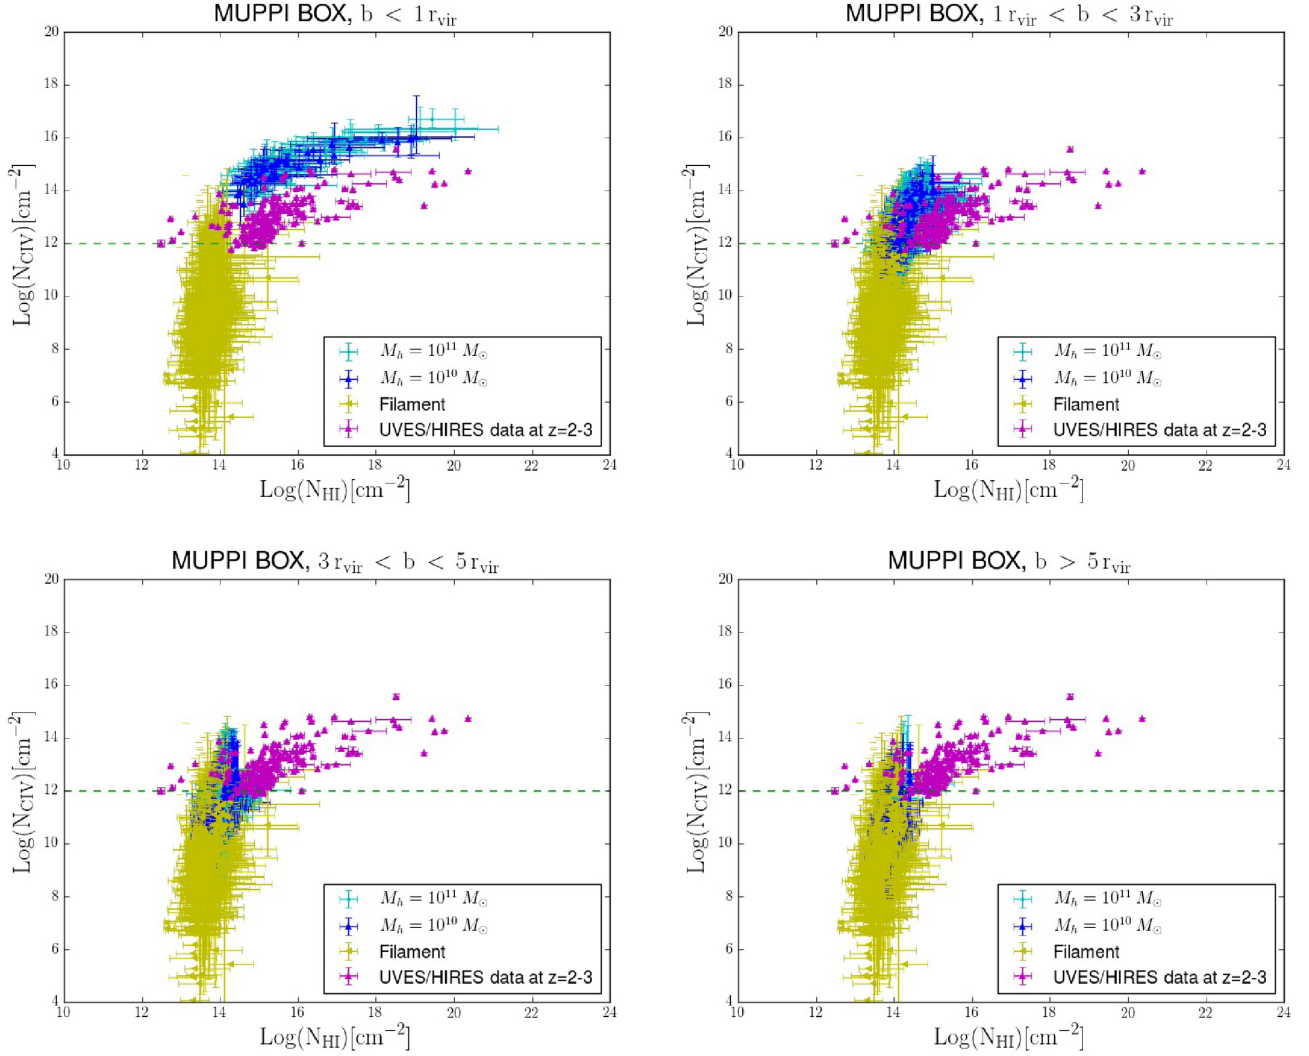 MUPPI BOX, b < 1 r_vir
Log(N_CIV)[cm^−2]
20
18
16
14
12
10
8
6
4
M_h = 10^11 M_⊙
M_h = 10^10 M_⊙
Filament
UVES/HIRES data at z=2-3
10 12 14 16 18 20 22 24
Log(N_HI)[cm^−2]
MUPPI BOX, 1 r_vir < b < 3 r_vir
Log(N_CIV)[cm^−2]
20
18
16
14
12
10
8
6
4
M_h = 10^11 M_⊙
M_h = 10^10 M_⊙
Filament
UVES/HIRES data at z=2-3
10 12 14 16 18 20 22 24
Log(N_HI)[cm^−2]
MUPPI BOX, 3 r_vir < b < 5 r_vir
Log(N_CIV)[cm^−2]
20
18
16
14
12
10
8
6
4
M_h = 10^11 M_⊙
M_h = 10^10 M_⊙
Filament
UVES/HIRES data at z=2-3
10 12 14 16 18 20 22 24
Log(N_HI)[cm^−2]
MUPPI BOX, b > 5 r_vir
Log(N_CIV)[cm^−2]
20
18
16
14
12
10
8
6
4
M_h = 10^11 M_⊙
M_h = 10^10 M_⊙
Filament
UVES/HIRES data at z=2-3
10 12 14 16 18 20 22 24
Log(N_HI)[cm^−2]